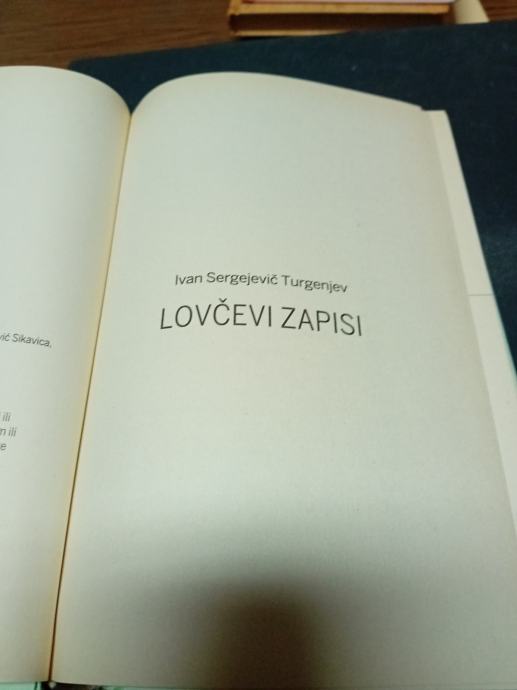 vić Sikavica,
ili
m ili
Ivan Sergejevič Turgenjev
LOVČEVI ZAPISI